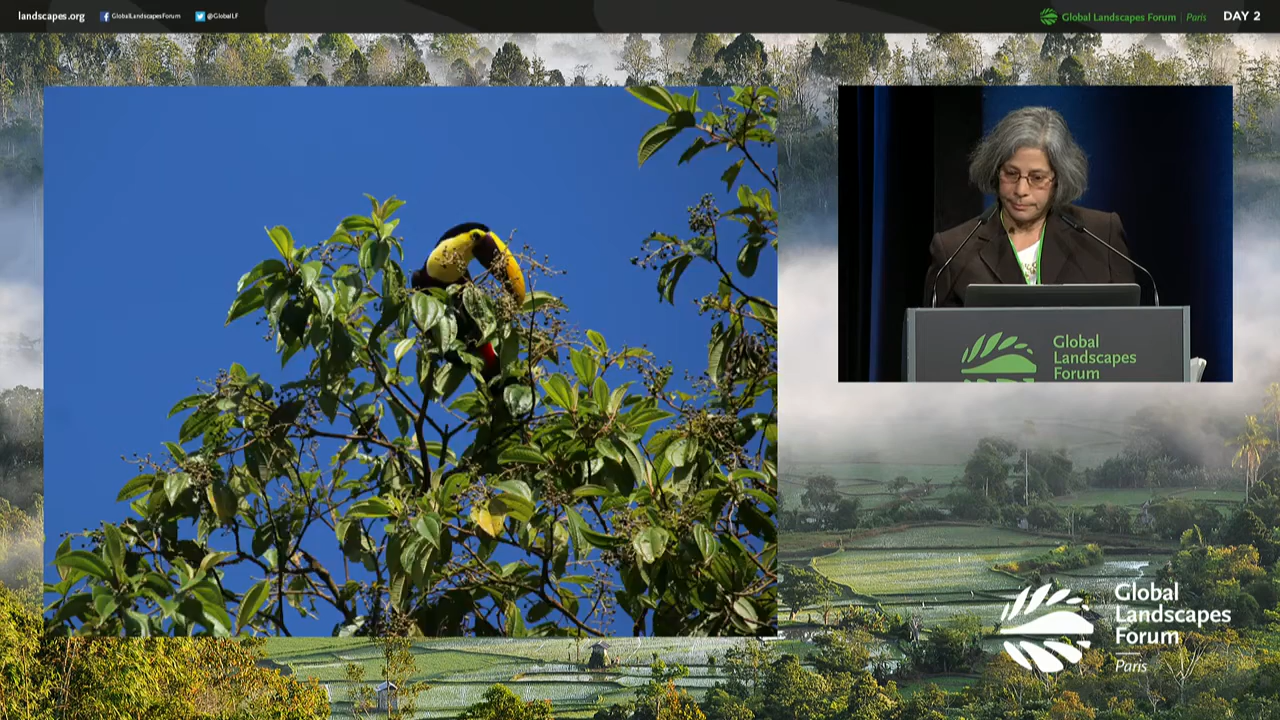 landscapes.org
GlobalLandscapesForum
@GlobalLF
Global Landscapes Forum | Paris
DAY 2
Global
Landscapes
Forum
Global
Landscapes
Forum
Paris